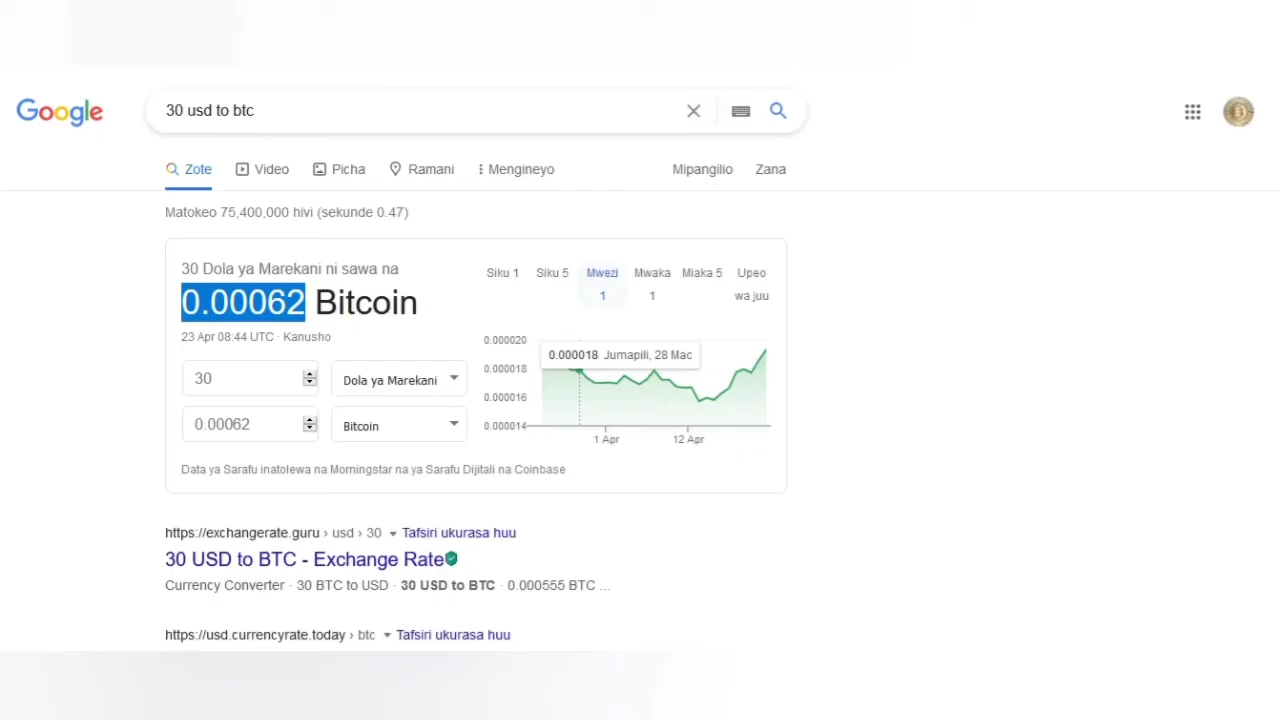 Google
30 usd to btc
Zote Video Picha Ramani Mengineyo Mipangilio Zana
Matokeo 75,400,000 hivi (sekunde 0.47)
30 Dola ya Marekani ni sawa na
0.00062 Bitcoin
23 Apr 08:44 UTC · Kanusho
30 Dola ya Marekani
0.00062 Bitcoin
Siku 1 Siku 5 Mwezi 1 Mwaka 1 Miaka 5 Upeo wa juu
0.000020
0.000018 Jumapili, 28 Mac
0.000018
0.000016
0.000014
1 Apr 12 Apr
Data ya Sarafu inatolewa na Morningstar na ya Sarafu Dijitali na Coinbase
https://exchangerate.guru › usd › 30 Tafsiri ukurasa huu
30 USD to BTC - Exchange Rate
Currency Converter · 30 BTC to USD · 30 USD to BTC · 0.000555 BTC ...
https://usd.currencyrate.today › btc Tafsiri ukurasa huu